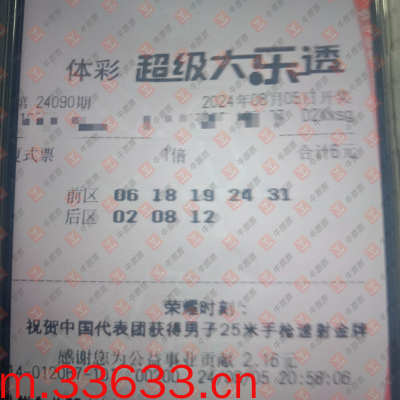 体彩 超级大乐透
第 24090期 2024年08月05日开奖
复式票 1倍 合计6元
前区 06 18 19 24 31
后区 02 08 12
荣耀时刻：
祝贺中国代表团获得男子25米手枪速射金牌
感谢您为公益事业贡献 2.16元
20:58:06
m.33633.cn